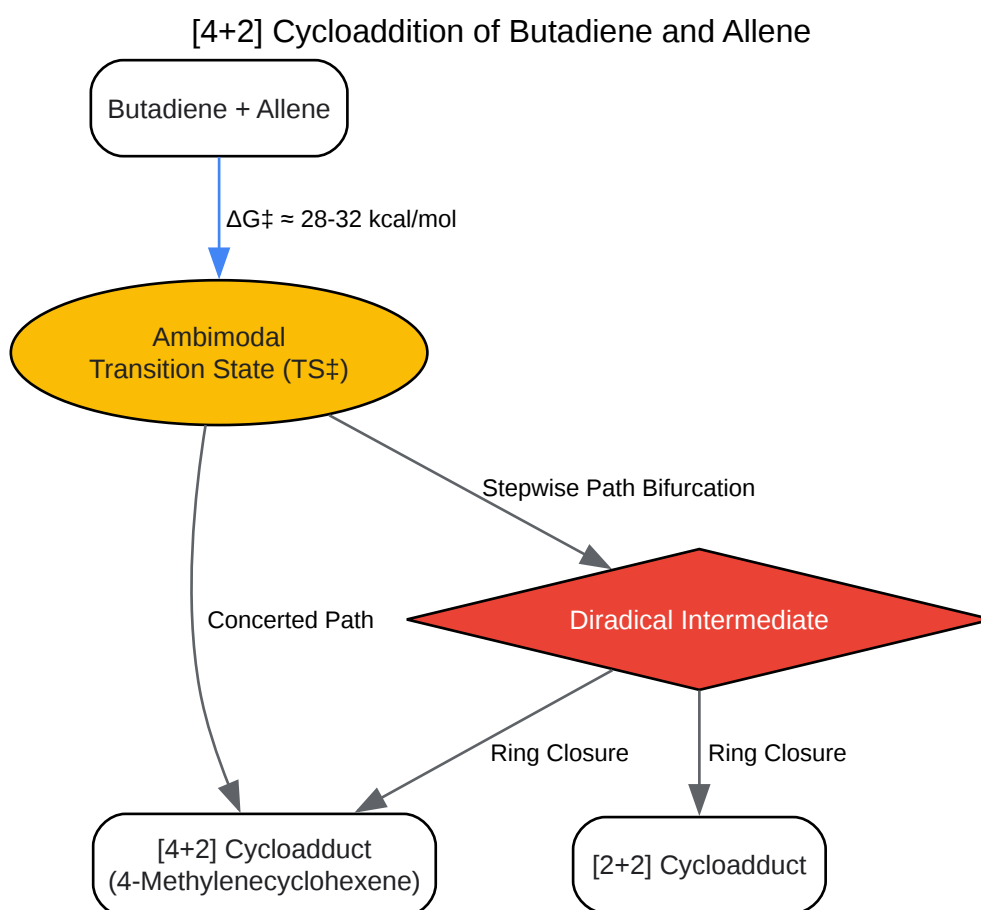 [4+2] Cycloaddition of Butadiene and Allene
Butadiene + Allene
ΔG‡ ≈ 28-32 kcal/mol
Ambimodal
Transition State (TS‡)
Stepwise Path Bifurcation
Concerted Path
Diradical Intermediate
Ring Closure
Ring Closure
[4+2] Cycloadduct
(4-Methylenecyclohexene)
[2+2] Cycloadduct